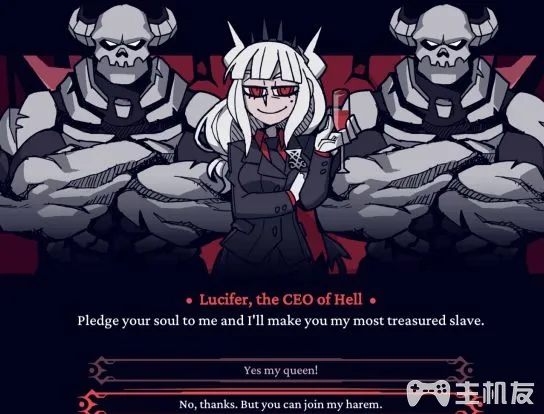 • Lucifer, the CEO of Hell •
Pledge your soul to me and I'll make you my most treasured slave.
Yes my queen!
No, thanks. But you can join my harem.
主机友